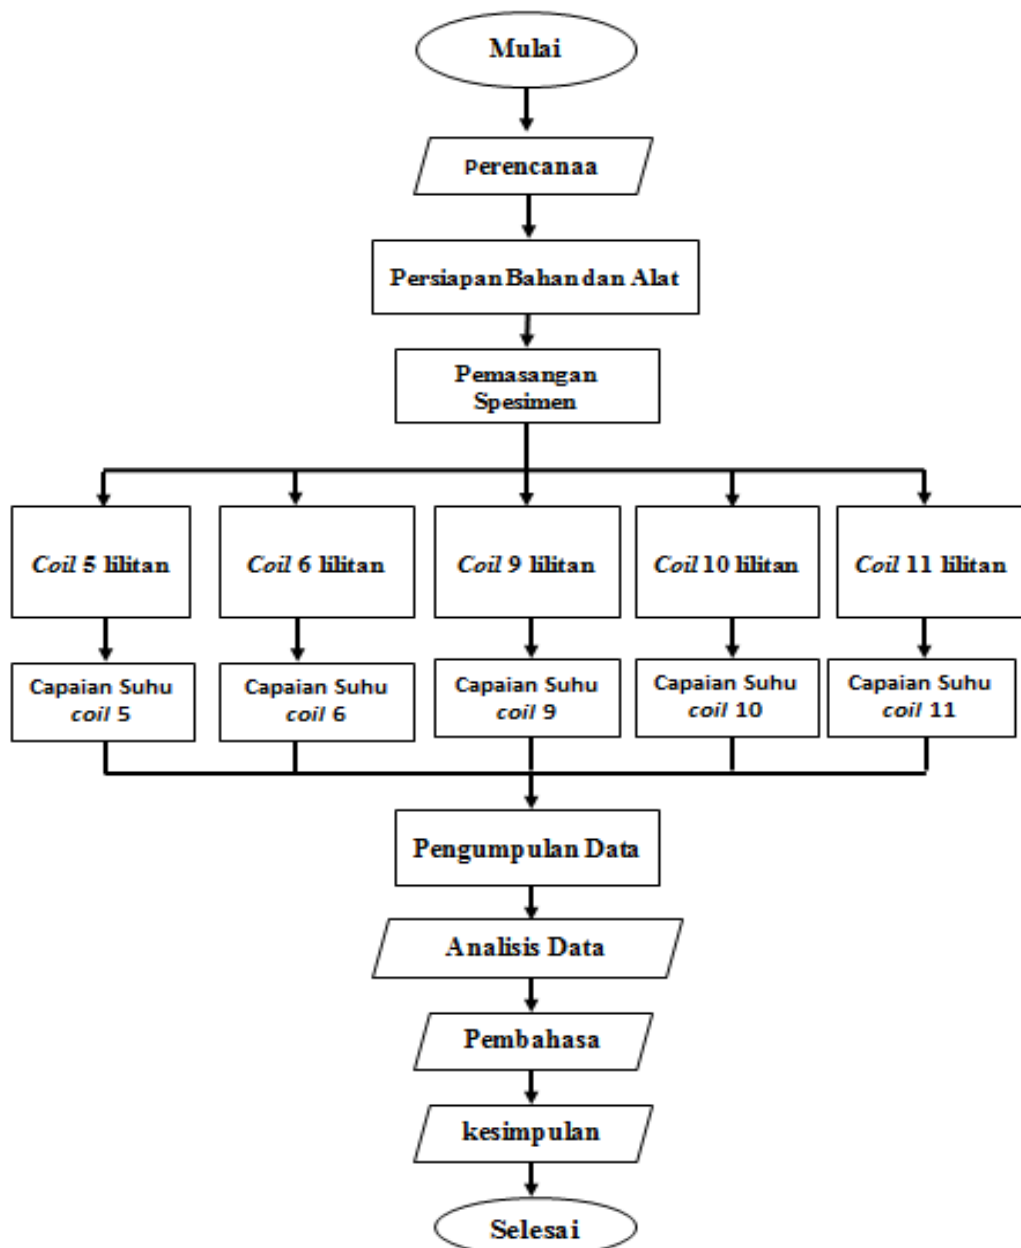 Mulai
Perencanaa
Persiapan Bahan dan Alat
Pemasangan
Spesimen
Coil 5 lilitan
Coil 6 lilitan
Coil 9 lilitan
Coil 10 lilitan
Coil 11 lilitan
Capaian Suhu
coil 5
Capaian Suhu
coil 6
Capaian Suhu
coil 9
Capaian Suhu
coil 10
Capaian Suhu
coil 11
Pengumpulan Data
Analisis Data
Pembahasa
kesimpulan
Selesai